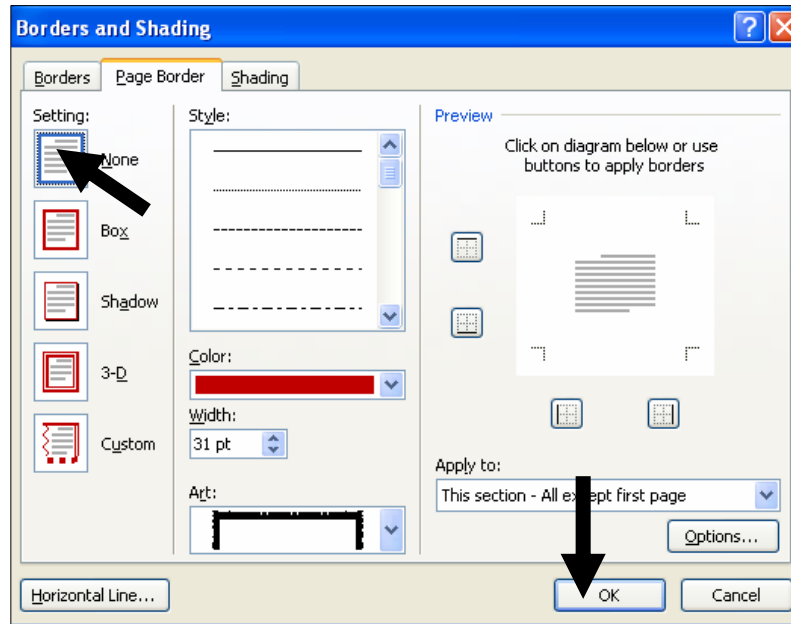 Borders and Shading
Borders
Page Border
Shading
Setting:
None
Box
Shadow
3-D
Custom
Style:
Color:
Width:
31 pt
Art:
Preview
Click on diagram below or use
buttons to apply borders
Apply to:
This section - All except first page
Options...
Horizontal Line...
OK
Cancel